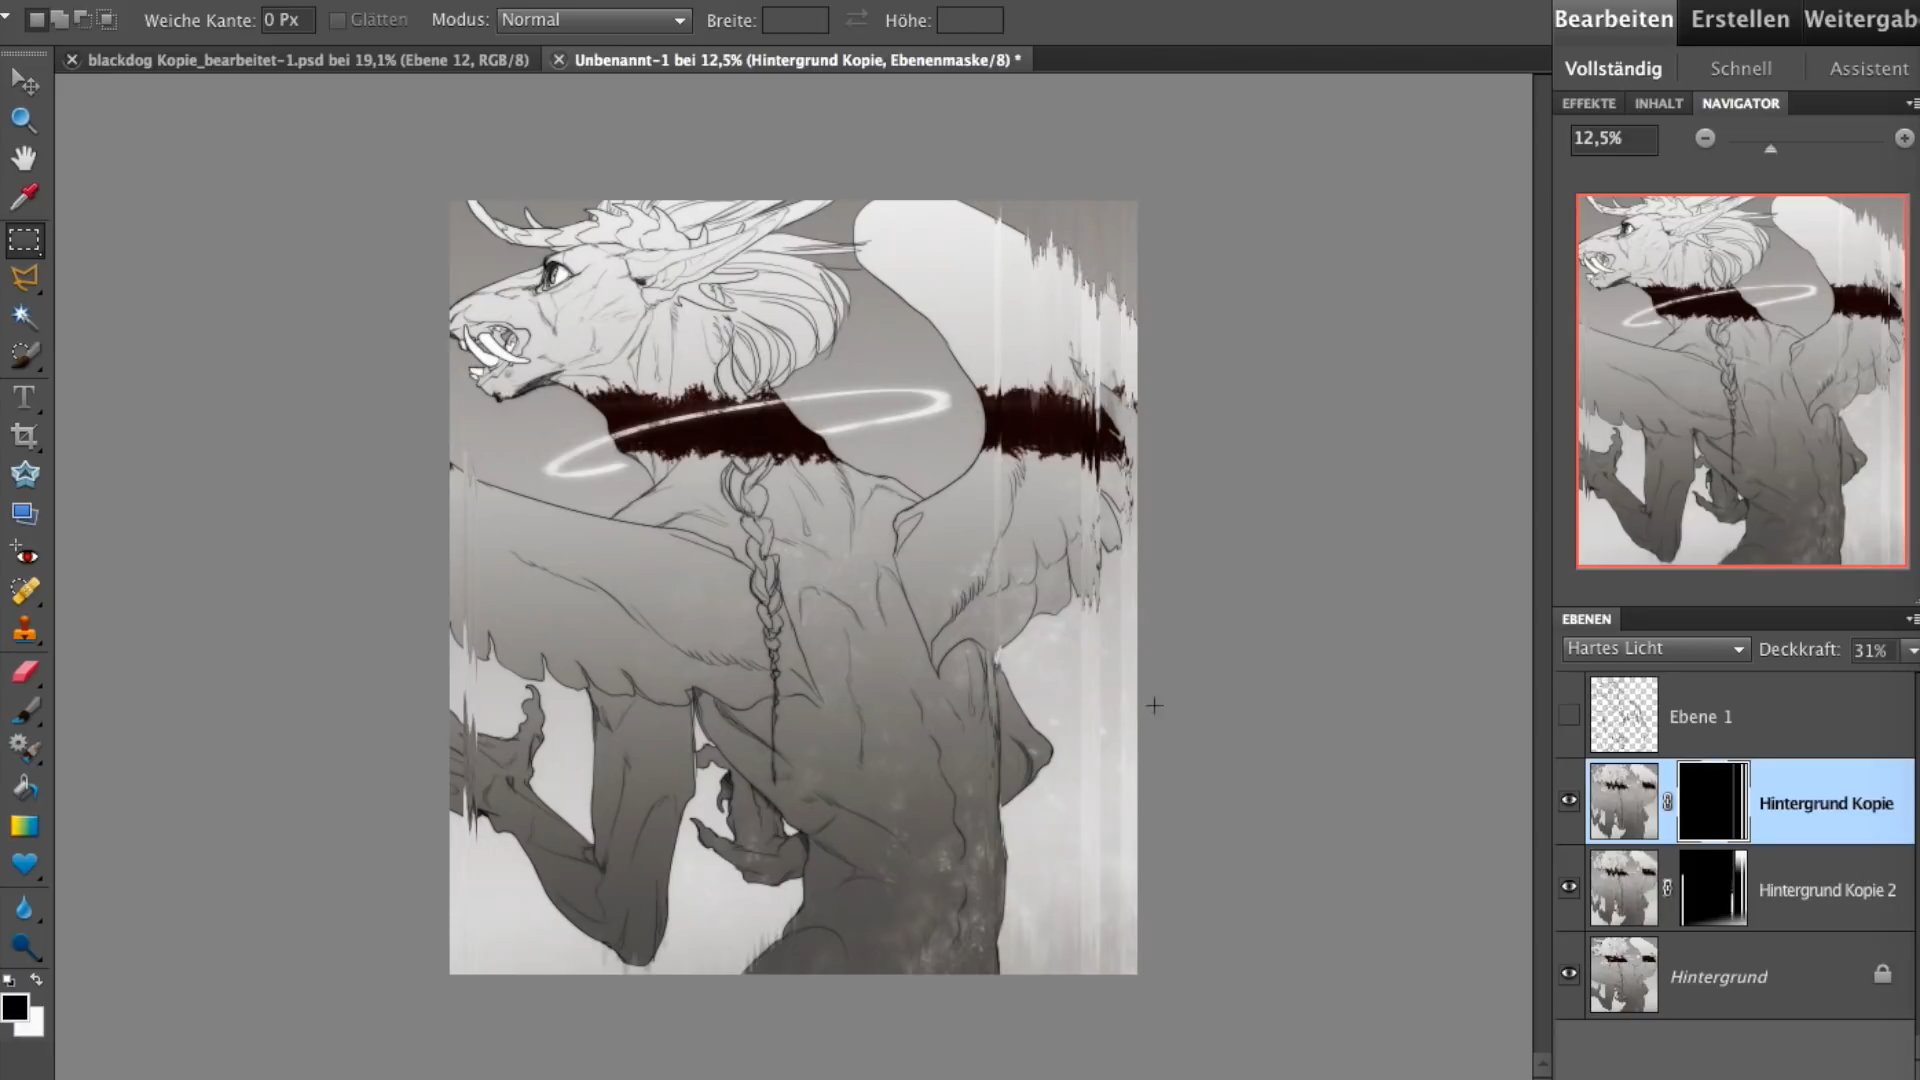 Weiche Kante: 0 Px Glätten Modus: Normal Breite: Höhe:
Bearbeiten Erstellen Weitergab
blackdog Kopie_bearbeitet-1.psd bei 19,1% (Ebene 12, RGB/8) Unbenannt-1 bei 12,5% (Hintergrund Kopie, Ebenenmaske/8) *
Vollständig Schnell Assistent
EFFEKTE INHALT NAVIGATOR
12,5%
EBENEN
Hartes Licht Deckkraft: 31%
Ebene 1
Hintergrund Kopie
Hintergrund Kopie 2
Hintergrund